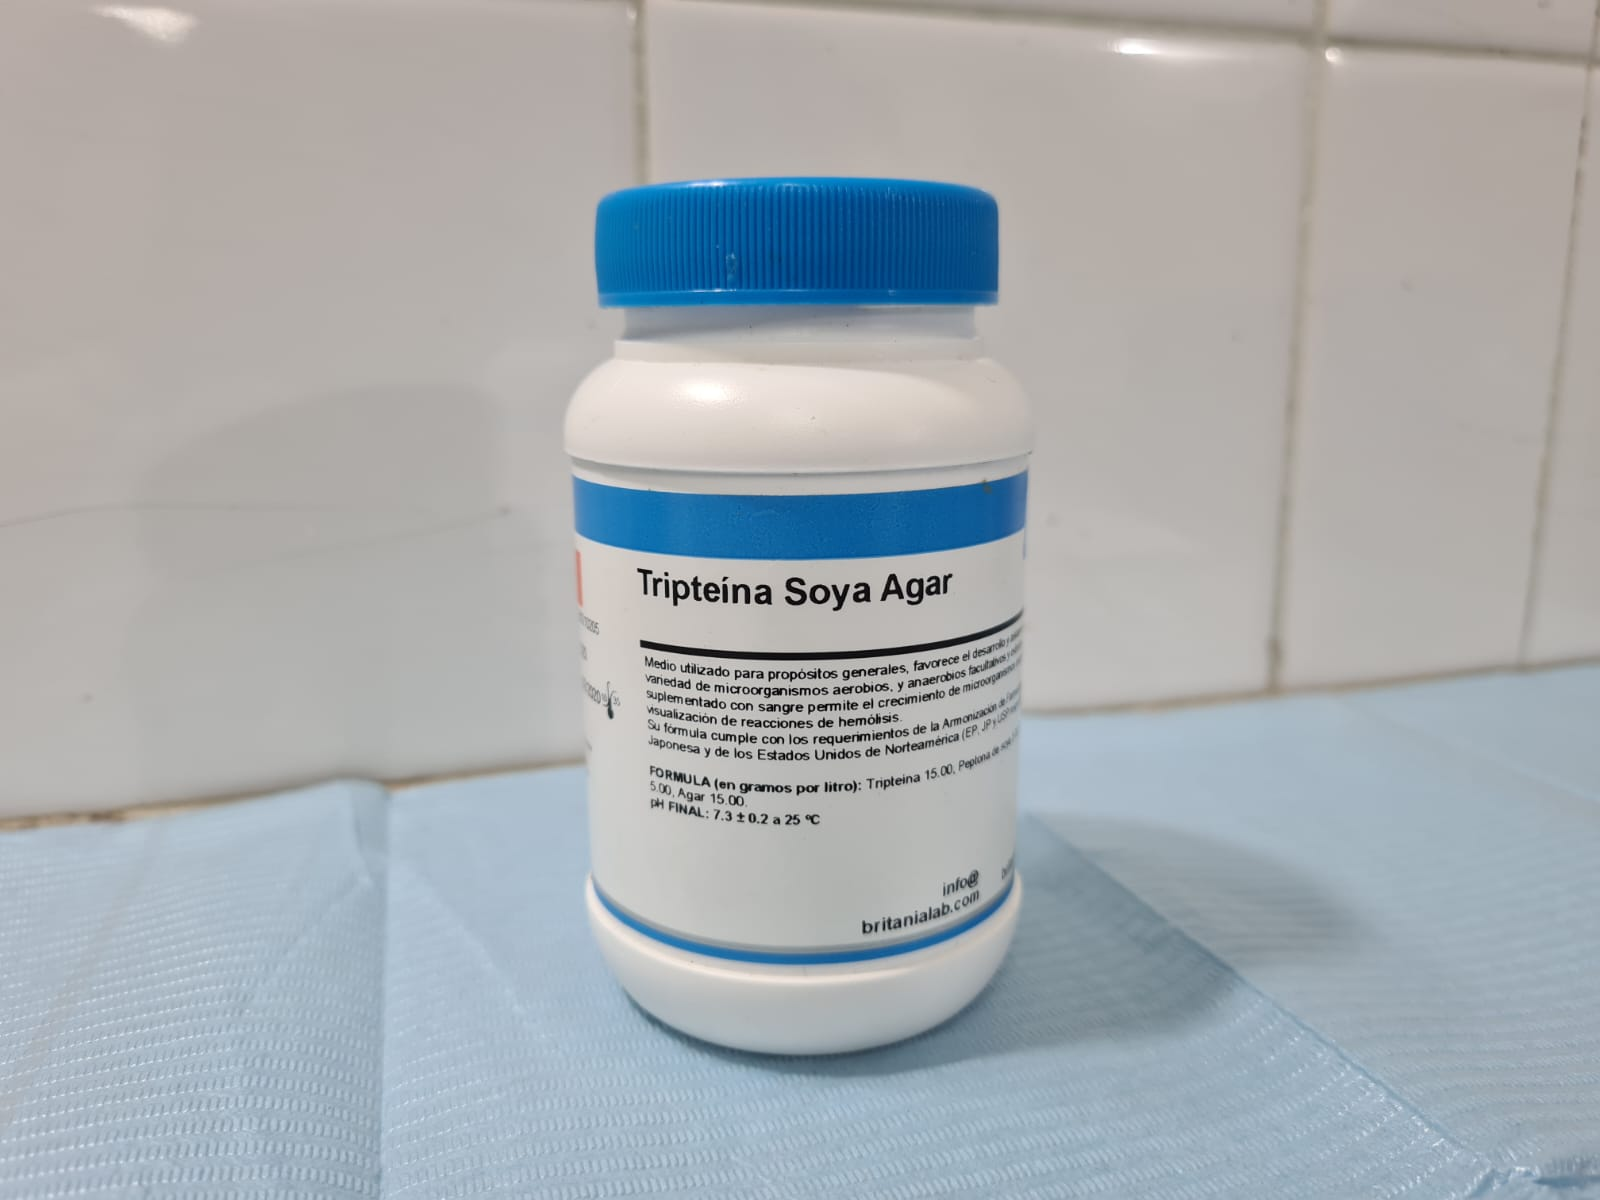 Tripteína Soya Agar
Medio utilizado para propósitos generales, favorece el desarrollo y
variedad de microorganismos aerobios, y anaerobios facultativos y
suplementado con sangre permite el crecimiento de microorganismos
visualización de reacciones de hemólisis.
Su fórmula cumple con los requerimientos de la Armonización de
Japonesa y de los Estados Unidos de Norteamérica (EP, JP y USP
FORMULA (en gramos por litro): Tripteína 15.00, Peptona de soya
5.00, Agar 15.00.
pH FINAL: 7.3 ± 0.2 a 25 ºC
info@
britanialab.com